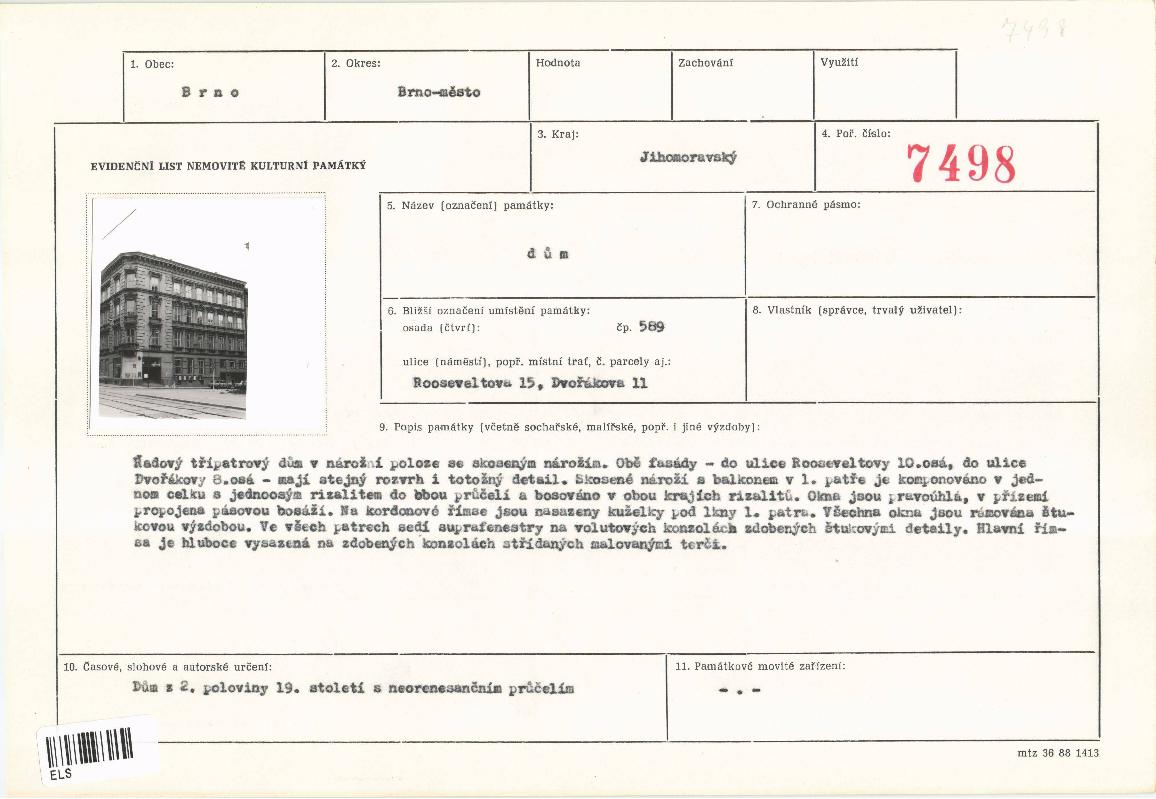 7498
1. Obec:
Brno
2. Okres:
Brno-město
Hodnota
Zachování
Využití
EVIDENČNÍ LIST NEMOVITÉ KULTURNÍ PAMÁTKY
3. Kraj:
Jihomoravský
4. Poř. číslo:
7498
5. Název (označení) památky:
dům
7. Ochranné pásmo:
6. Bližší označení umístění památky:
osada (čtvrť): čp. 589
ulice (náměstí), popř. místní trať, č. parcely aj.:
Rooseveltova 15, Dvořákova 11
8. Vlastník (správce, trvalý uživatel):
9. Popis památky (včetně sochařské, malířské, popř. i jiné výzdoby):
Řadový třípatrový dům v nárožní poloze se skoseným nárožím. Obě fasády - do ulice Rooseveltovy 10.osá, do ulice
Dvořákovy 8.osá - mají stejný rozvrh i totožný detail. Skosené nároží s balkonem v 1. patře je komponováno v jed-
nom celku s jednoosým rizalitem do bbou průčelí a bosováno v obou krajích rizalitů. Okna jsou pravoúhlá, v přízemí
propojena pásovou bosáží. Na kordonové římse jsou nasazeny kuželky pod lkny 1. patra. Všechna okna jsou rámována štu-
kovou výzdobou. Ve všech patrech sedí suprafenestry na volutových konzolách zdobených štukovými detaily. Hlavní řím-
sa je hluboce vysazená na zdobených konzolách střídaných malovanými terči.
10. Časové, slohové a autorské určení:
Dům z 2. poloviny 19. století s neorenesančním průčelím
11. Památkové movité zařízení:
- . -
ELS
mtz 36 88 1413